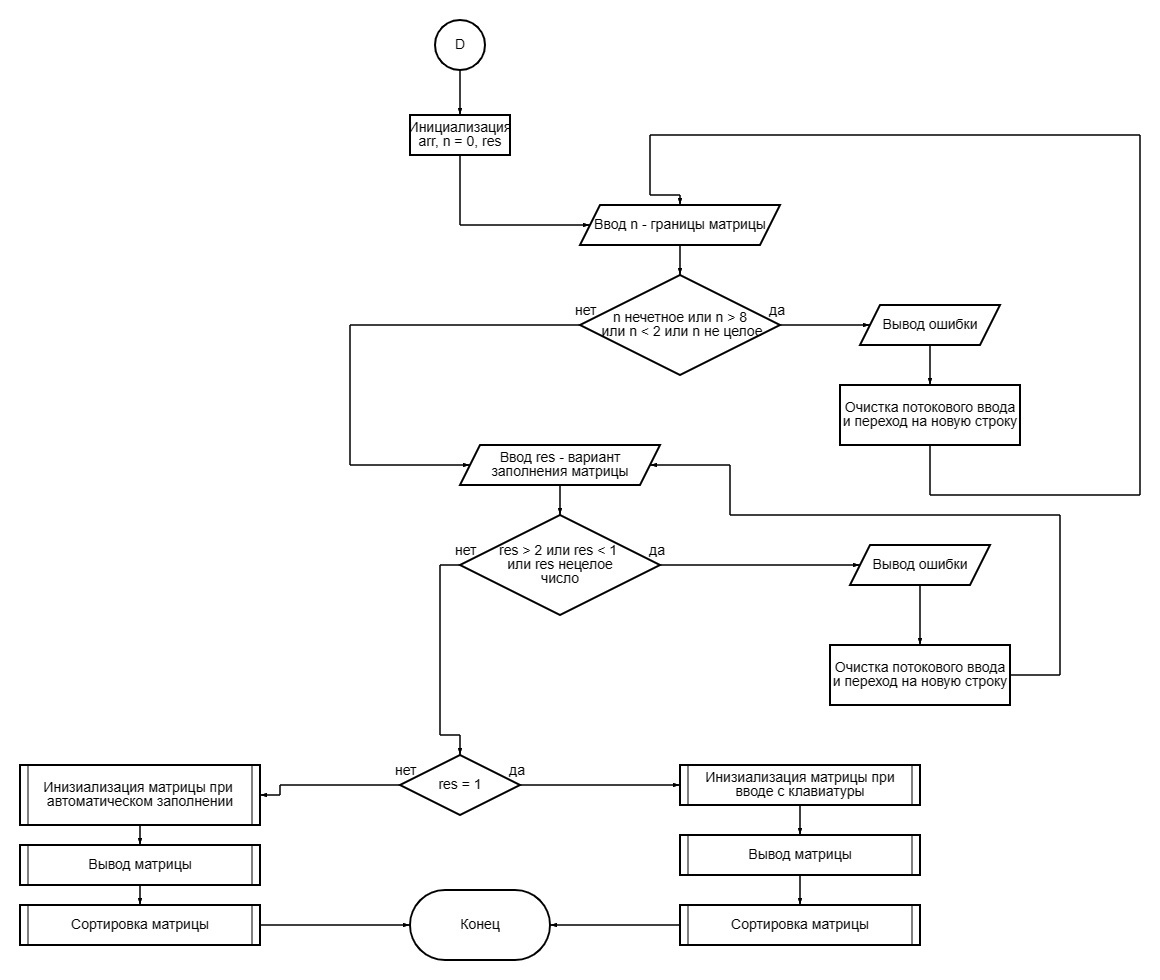 D
Инициализация
arr, n = 0, res
Ввод n - границы матрицы
нет
n нечетное или n > 8
или n < 2 или n не целое
да
Вывод ошибки
Очистка потокового ввода
и переход на новую строку
Ввод res - вариант
заполнения матрицы
нет
res > 2 или res < 1
или res нецелое
число
да
Вывод ошибки
Очистка потокового ввода
и переход на новую строку
нет
res = 1
да
Инизиализация матрицы при
автоматическом заполнении
Инизиализация матрицы при
вводе с клавиатуры
Вывод матрицы
Вывод матрицы
Сортировка матрицы
Конец
Сортировка матрицы